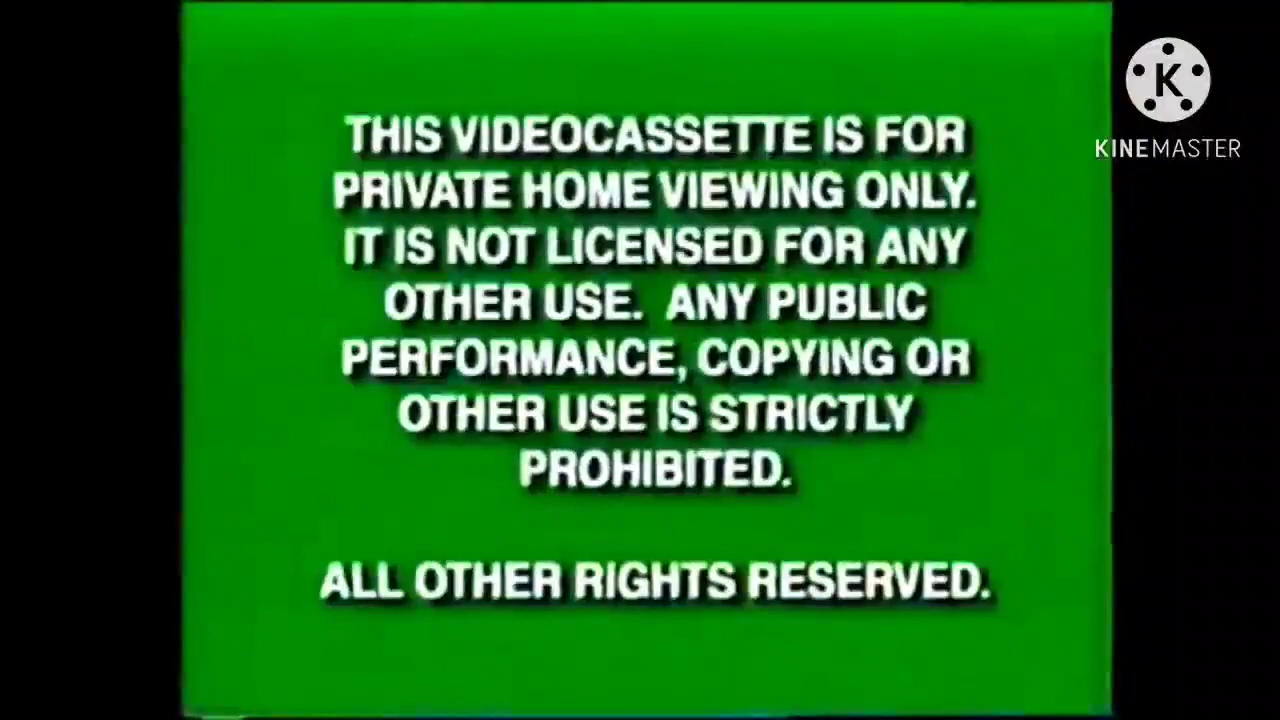 THIS VIDEOCASSETTE IS FOR
PRIVATE HOME VIEWING ONLY.
IT IS NOT LICENSED FOR ANY
OTHER USE.  ANY PUBLIC
PERFORMANCE, COPYING OR
OTHER USE IS STRICTLY
PROHIBITED.
ALL OTHER RIGHTS RESERVED.
K
KINEMASTER